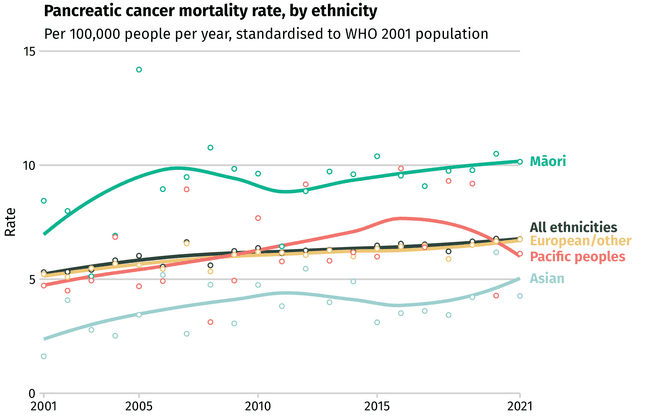 Pancreatic cancer mortality rate, by ethnicity
Per 100,000 people per year, standardised to WHO 2001 population
15
10
Māori
Rate
All ethnicities
European/other
Pacific peoples
5
Asian
0
2001 2005 2010 2015 2021